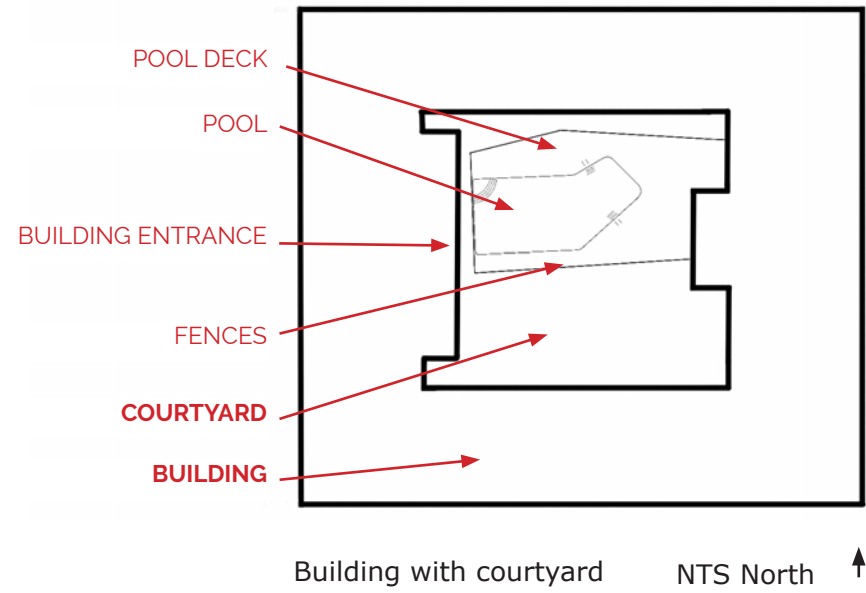 POOL DECK
POOL
BUILDING ENTRANCE
FENCES
COURTYARD
BUILDING
Building with courtyard NTS North